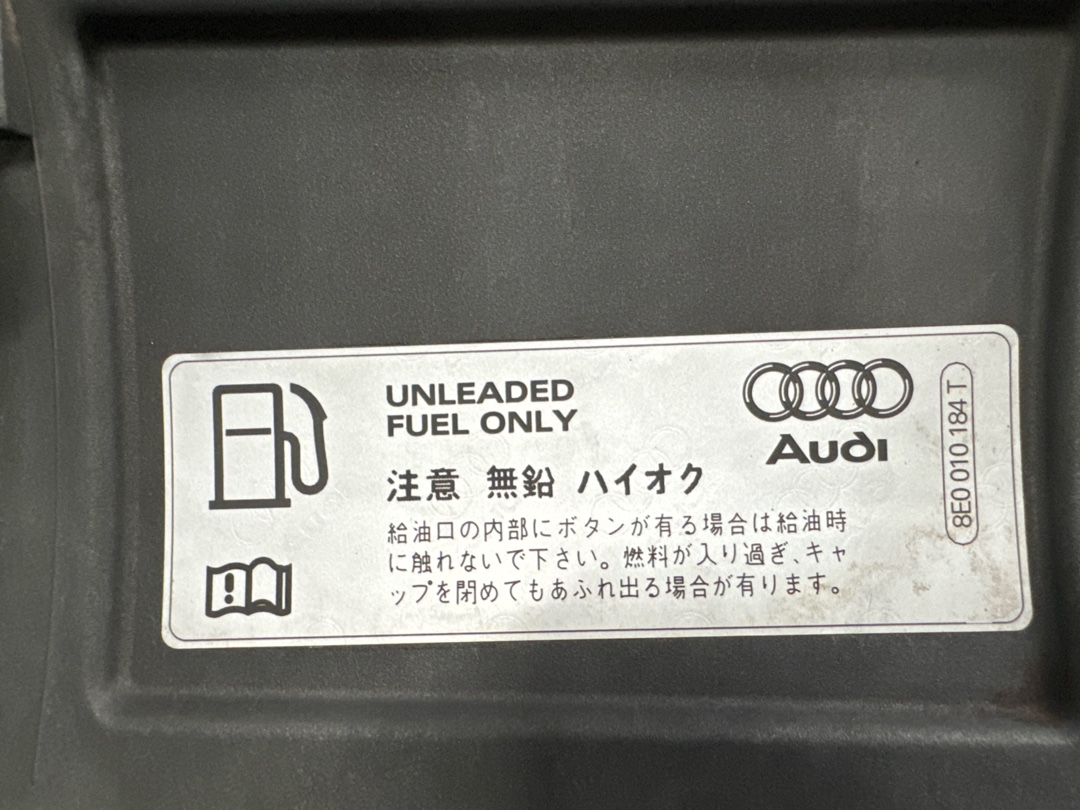 UNLEADED
FUEL ONLY
注意 無鉛 ハイオク
給油口の内部にボタンが有る場合は給油時
に触れないで下さい。燃料が入り過ぎ、キャ
ップを閉めてもあふれ出る場合が有ります。
Audi
8E0 010 184 T